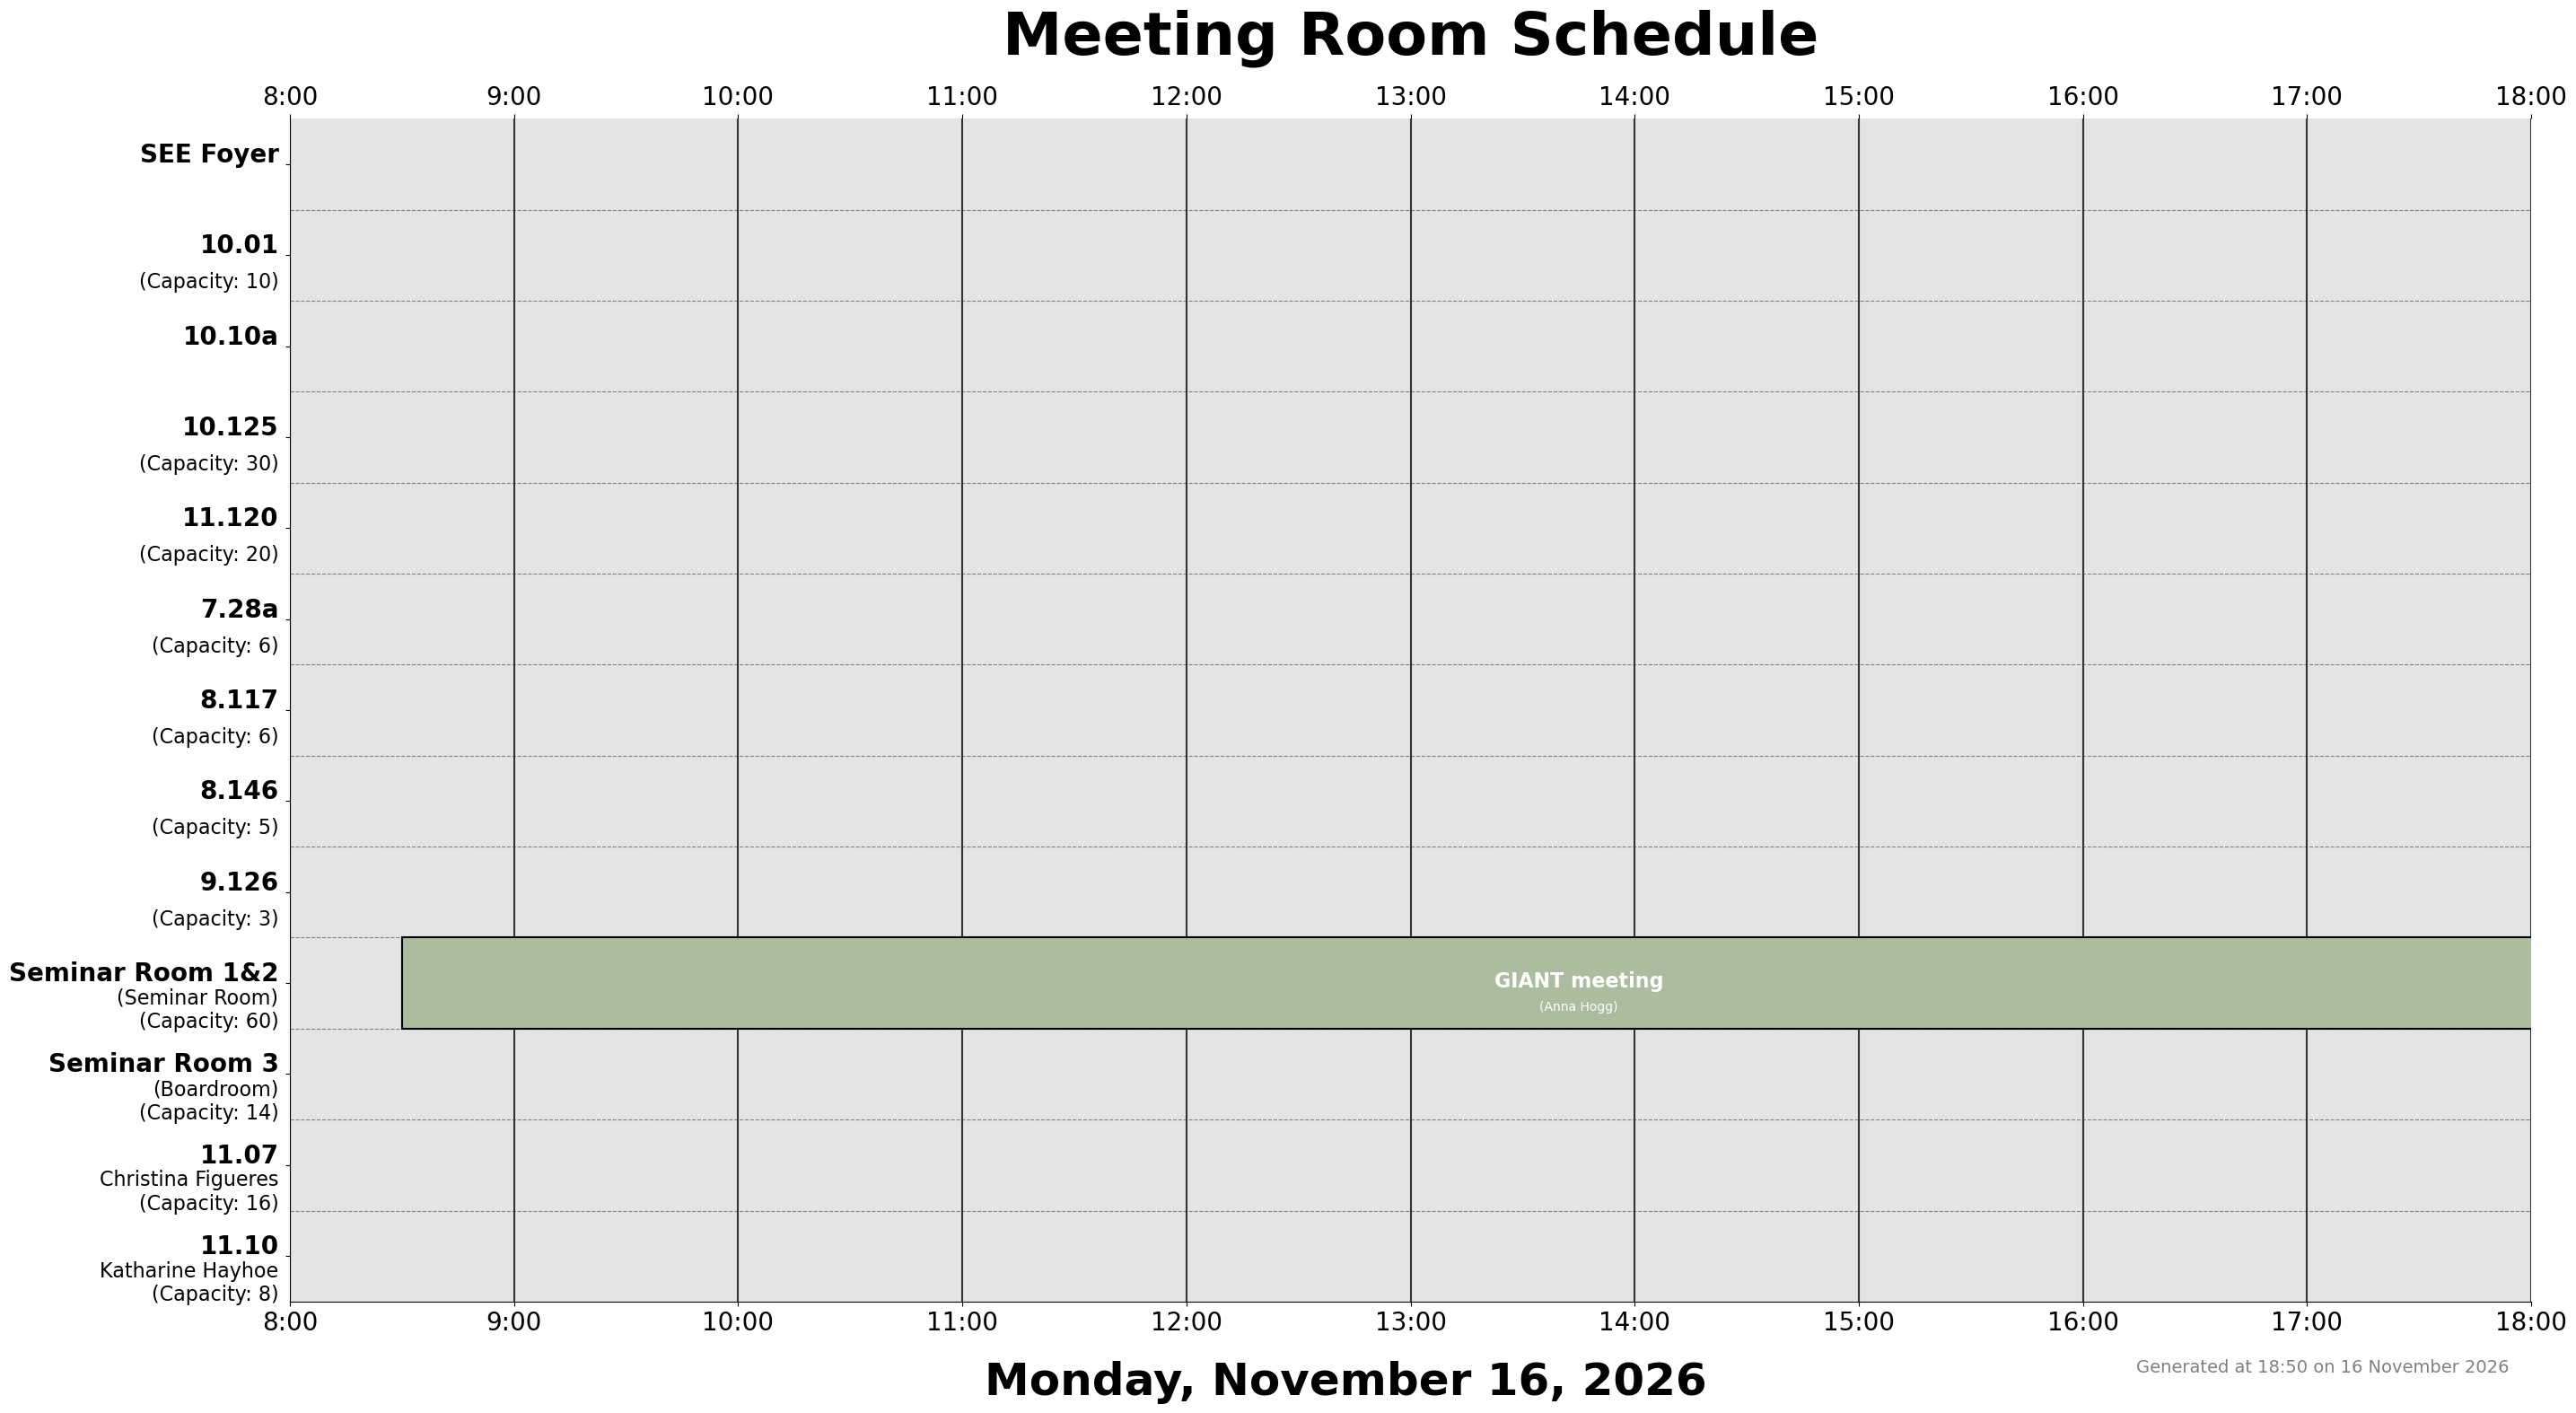 Meeting Room Schedule
8:00 9:00 10:00 11:00 12:00 13:00 14:00 15:00 16:00 17:00 18:00
SEE Foyer
10.01
(Capacity: 10)
10.10a
10.125
(Capacity: 30)
11.120
(Capacity: 20)
7.28a
(Capacity: 6)
8.117
(Capacity: 6)
8.146
(Capacity: 5)
9.126
(Capacity: 3)
Seminar Room 1&2
(Seminar Room)
(Capacity: 60)
GIANT meeting
(Anna Hogg)
Seminar Room 3
(Boardroom)
(Capacity: 14)
11.07
Christina Figueres
(Capacity: 16)
11.10
Katharine Hayhoe
(Capacity: 8)
8:00 9:00 10:00 11:00 12:00 13:00 14:00 15:00 16:00 17:00 18:00
Monday, November 16, 2026
Generated at 18:50 on 16 November 2026